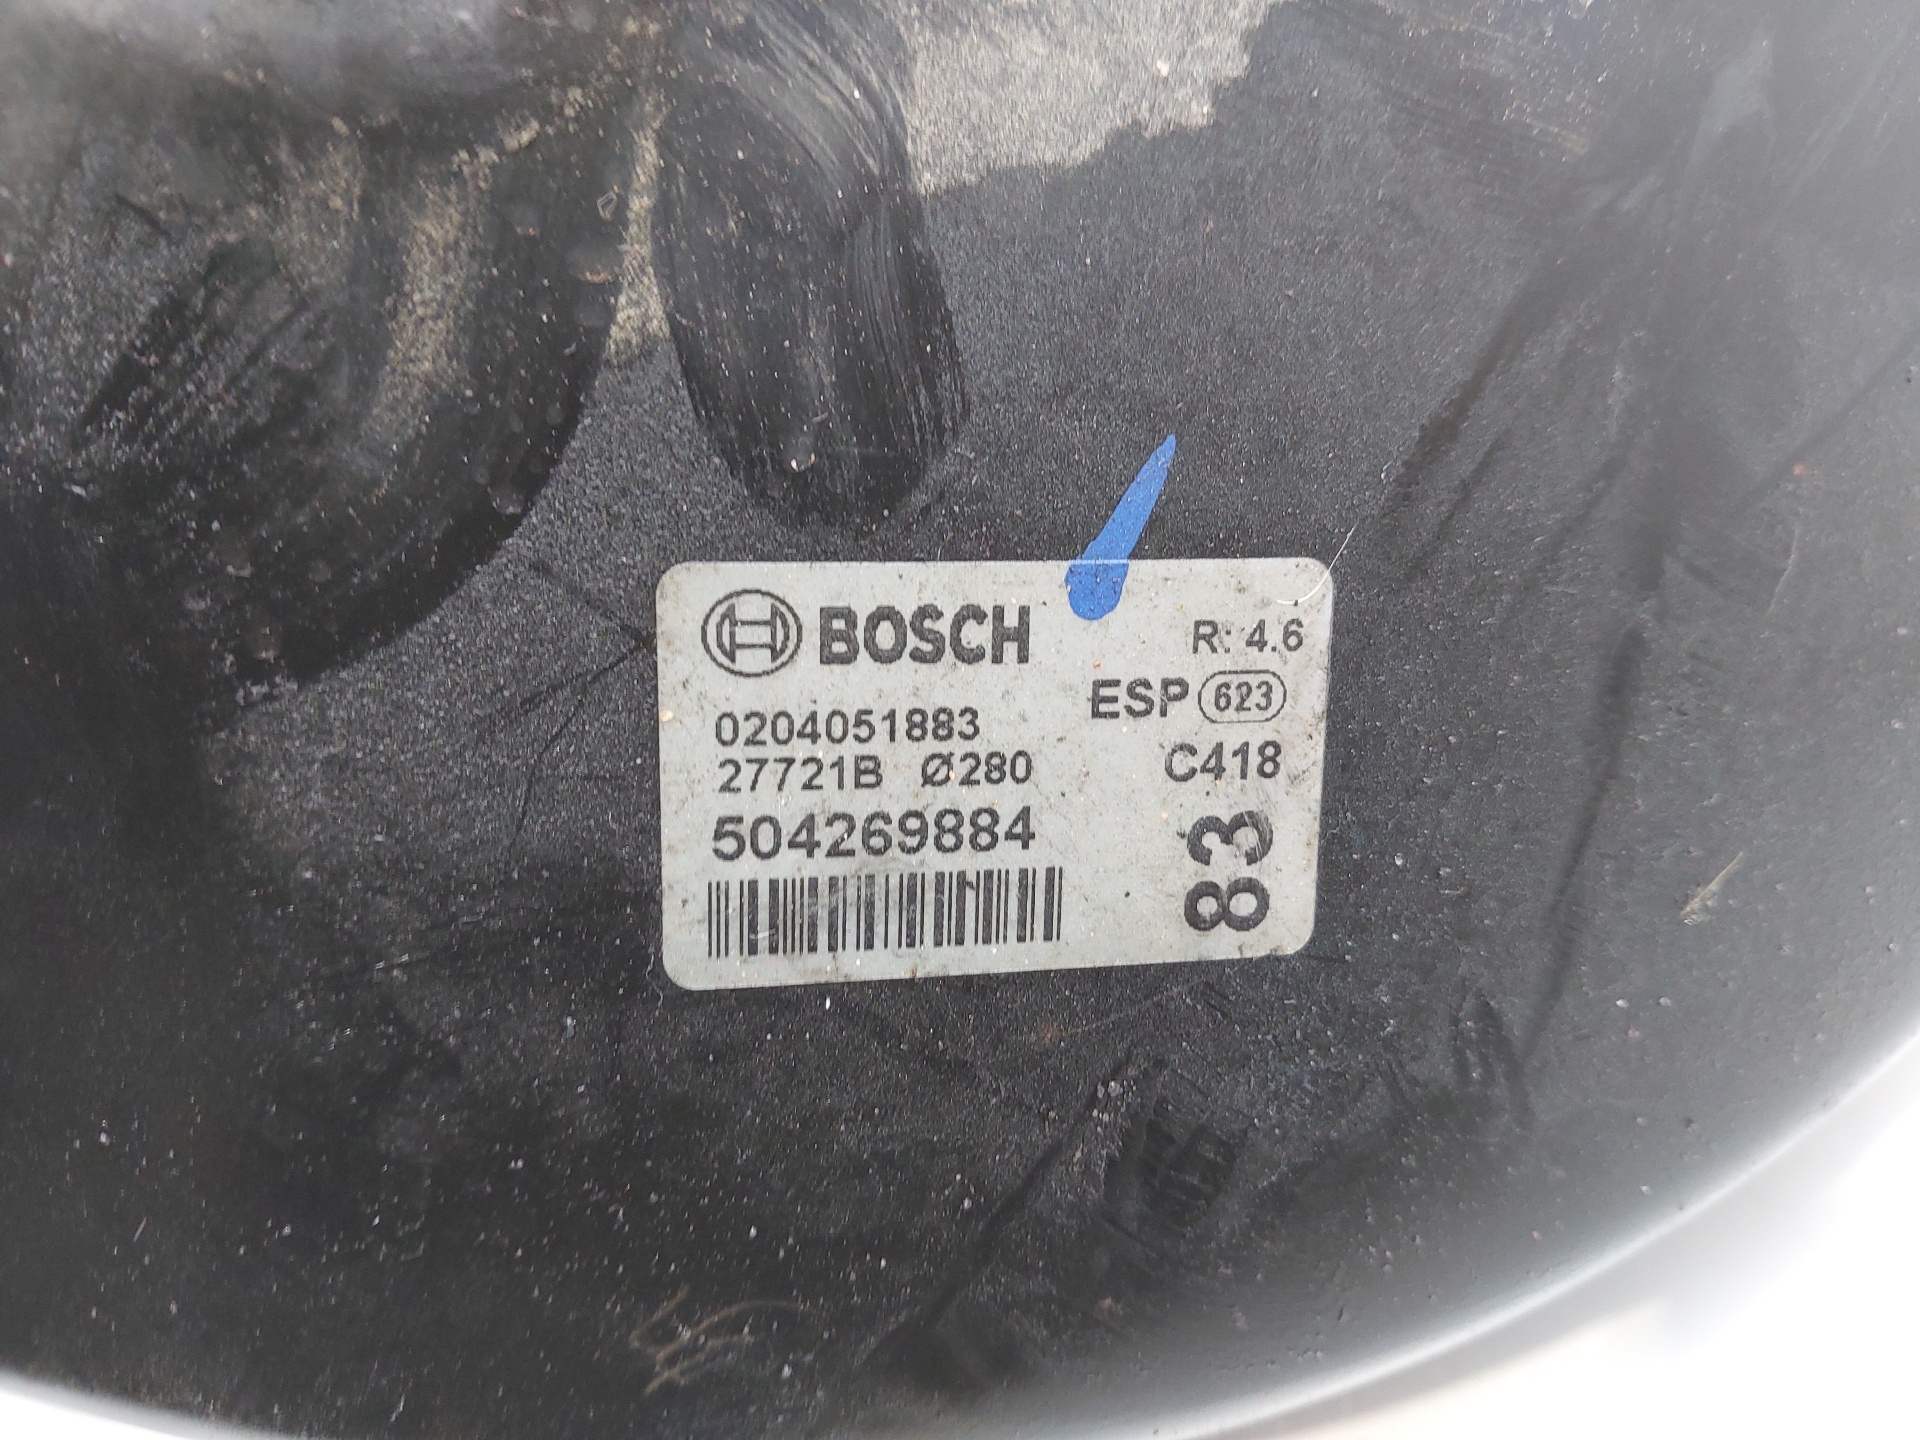 BOSCH
R: 4.6
ESP 623
0204051883
27721B Ø280
C418
504269884
83